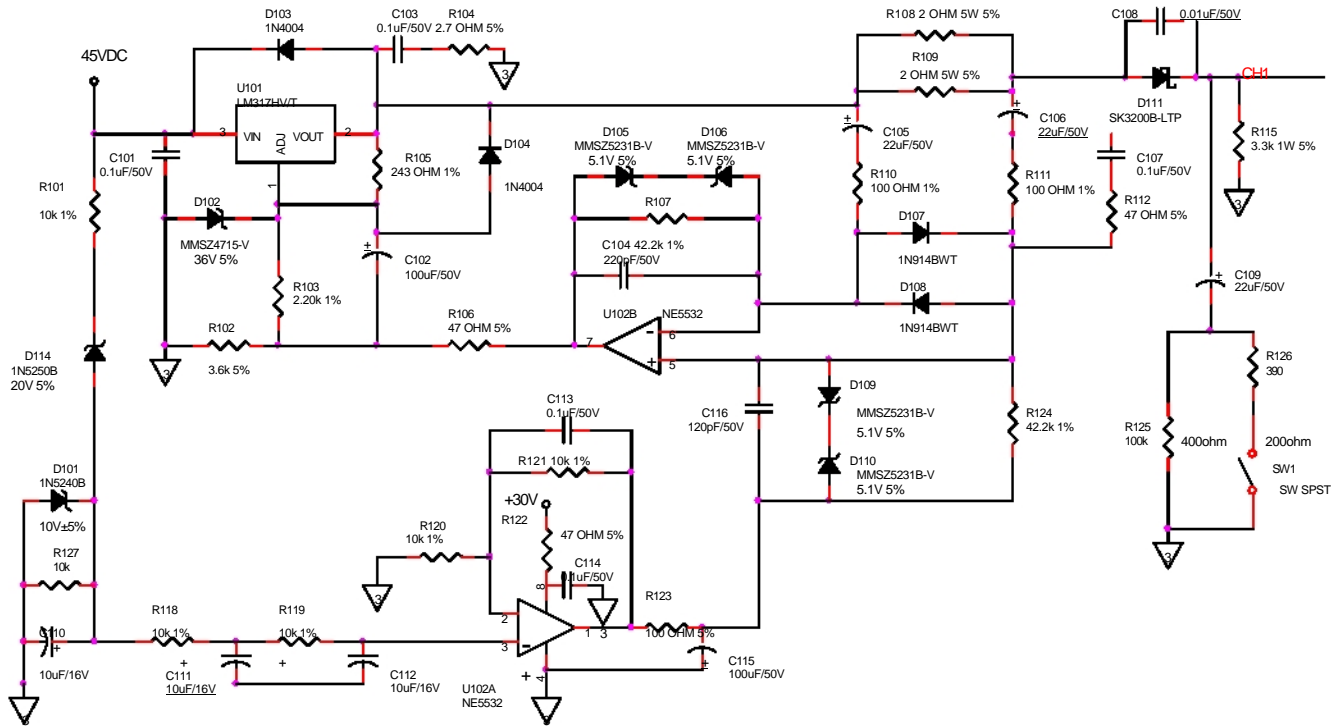 D103
1N4004
C103
0.1uF/50V
R104
2.7 OHM 5%
3
45VDC
U101
LM317HV/T
3
VIN
VOUT
2
ADJ
1
C101
0.1uF/50V
R101
10k 1%
D102
MMSZ4715-V
36V 5%
R105
243 OHM 1%
D104
1N4004
±
C102
100uF/50V
R103
2.20k 1%
R102
3.6k 5%
3
D114
1N5250B
20V 5%
D105
MMSZ5231B-V
5.1V 5%
D106
MMSZ5231B-V
5.1V 5%
R107
C104 42.2k 1%
220pF/50V
R106
47 OHM 5%
U102B
NE5532
7
-
6
+
5
R108 2 OHM 5W 5%
R109
2 OHM 5W 5%
±
C105
22uF/50V
R110
100 OHM 1%
D107
1N914BWT
D108
1N914BWT
±
C106
22uF/50V
R111
100 OHM 1%
C107
0.1uF/50V
R112
47 OHM 5%
C108
0.01uF/50V
D111
SK3200B-LTP
CH1
R115
3.3k 1W 5%
3
±
C109
22uF/50V
R126
390
R125
100k
400ohm
200ohm
SW1
SW SPST
3
C116
120pF/50V
D109
MMSZ5231B-V
5.1V 5%
D110
MMSZ5231B-V
5.1V 5%
R124
42.2k 1%
C113
0.1uF/50V
R121 10k 1%
+30V
R122
47 OHM 5%
R120
10k 1%
3
C114
0.1uF/50V
3
8
2
3
-
+
1
4
U102A
NE5532
3
R123
100 OHM 5%
±
C115
100uF/50V
D101
1N5240B
10V±5%
R127
10k
C110
+
10uF/16V
3
R118
10k 1%
R119
10k 1%
+
C111
10uF/16V
+
C112
10uF/16V